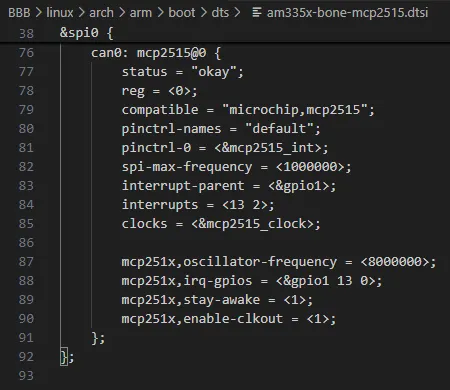 BBB > linux > arch > arm > boot > dts > am335x-bone-mcp2515.dtsi
38 &spi0 {
76 can0: mcp2515@0 {
77 status = "okay";
78 reg = <0>;
79 compatible = "microchip,mcp2515";
80 pinctrl-names = "default";
81 pinctrl-0 = <&mcp2515_int>;
82 spi-max-frequency = <1000000>;
83 interrupt-parent = <&gpio1>;
84 interrupts = <13 2>;
85 clocks = <&mcp2515_clock>;
86
87 mcp251x,oscillator-frequency = <8000000>;
88 mcp251x,irq-gpios = <&gpio1 13 0>;
89 mcp251x,stay-awake = <1>;
90 mcp251x,enable-clkout = <1>;
91 };
92 };
93